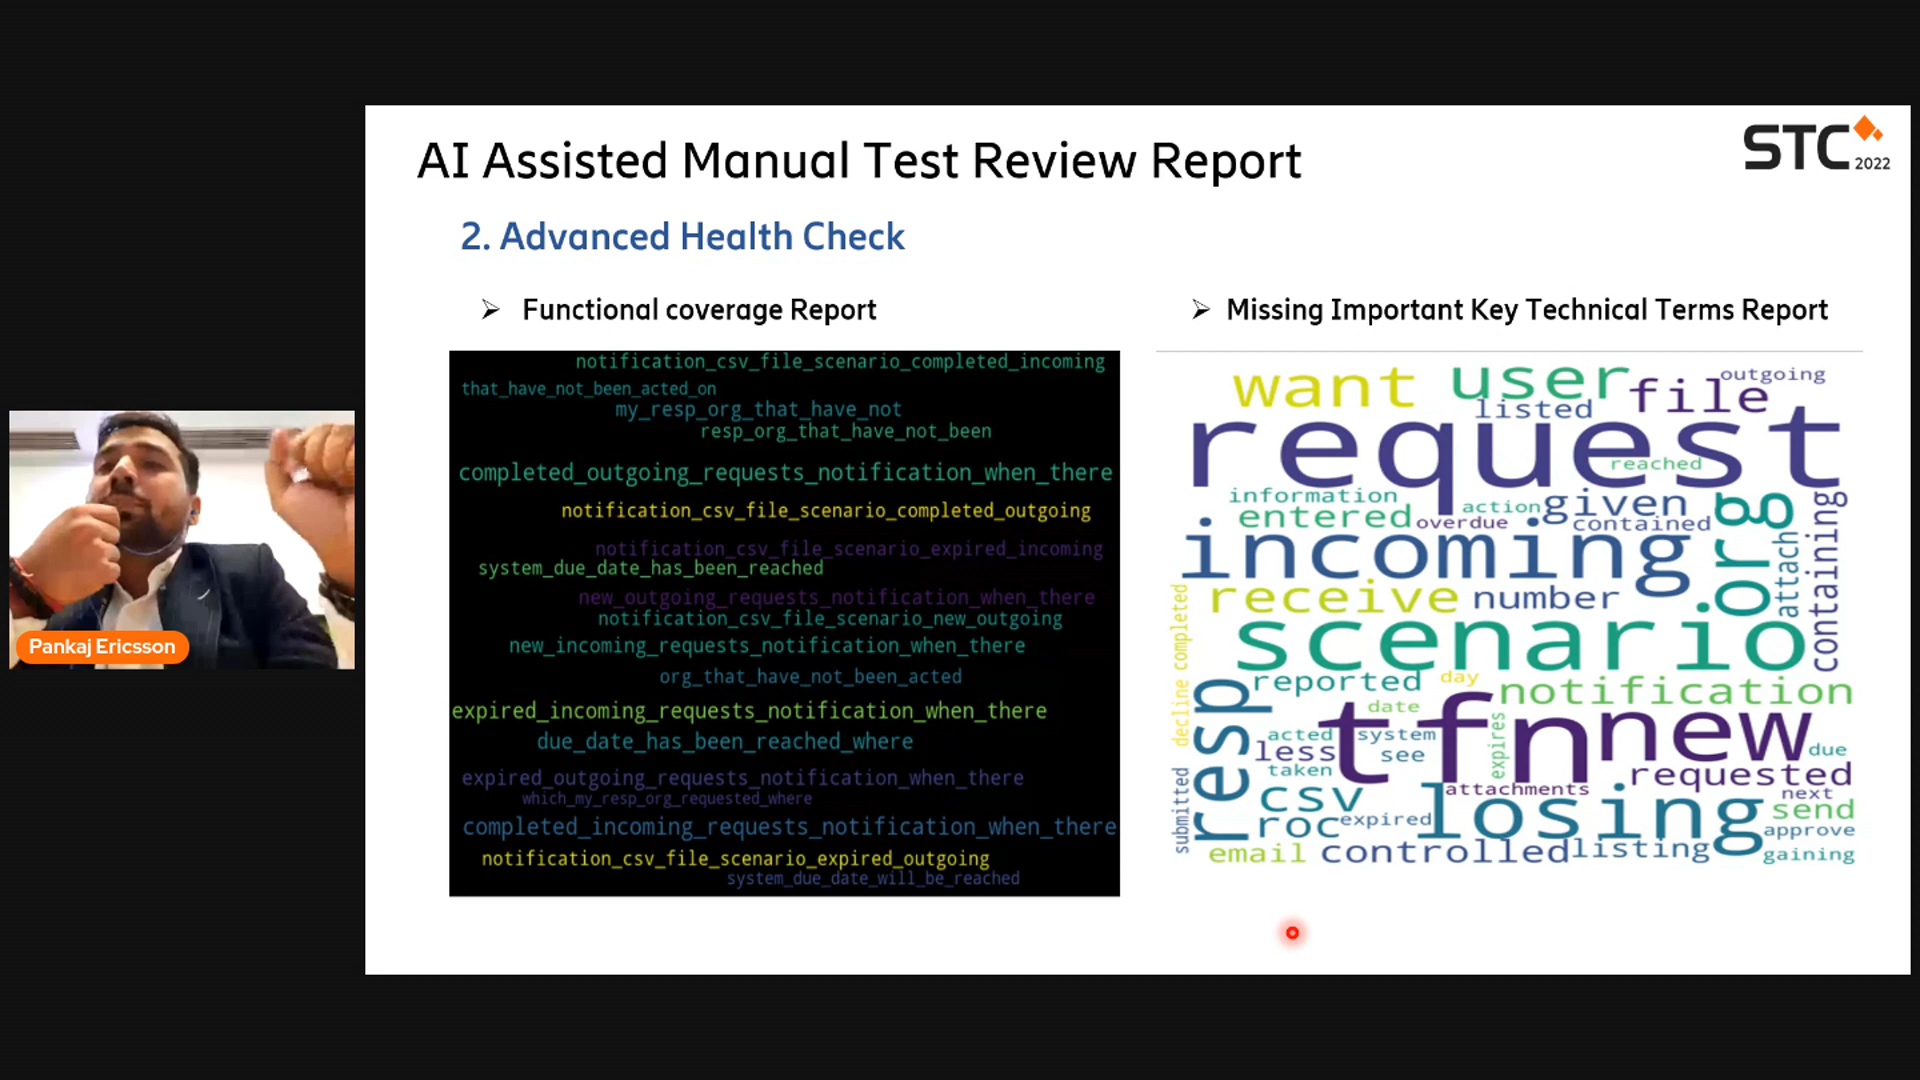 AI Assisted Manual Test Review Report
STC
2022
2. Advanced Health Check
Functional coverage Report
Missing Important Key Technical Terms Report
notification_csv_file_scenario_completed_incoming
that_have_not_been_acted_on
my_resp_org_that_have_not
resp_org_that_have_not_been
completed_outgoing_requests_notification_when_there
notification_csv_file_scenario_completed_outgoing
notification_csv_file_scenario_expired_incoming
system_due_date_has_been_reached
new_outgoing_requests_notification_when_there
notification_csv_file_scenario_new_outgoing
new_incoming_requests_notification_when_there
org_that_have_not_been_acted
expired_incoming_requests_notification_when_there
due_date_has_been_reached_where
expired_outgoing_requests_notification_when_there
which_my_resp_org_requested_where
completed_incoming_requests_notification_when_there
notification_csv_file_scenario_expired_outgoing
system_due_date_will_be_reached
want
user
file
outgoing
listed
request
reached
information
action
given
entered
overdue
contained
org
incoming
attach
containing
receive
number
scenario
completed
decline
resp
reported
day
notification
date
tfn
new
acted
system
less
see
expires
due
taken
requested
attachments
next
csv
losing
send
submitted
roc
expired
approve
email
controlled
listing
gaining
Pankaj Ericsson